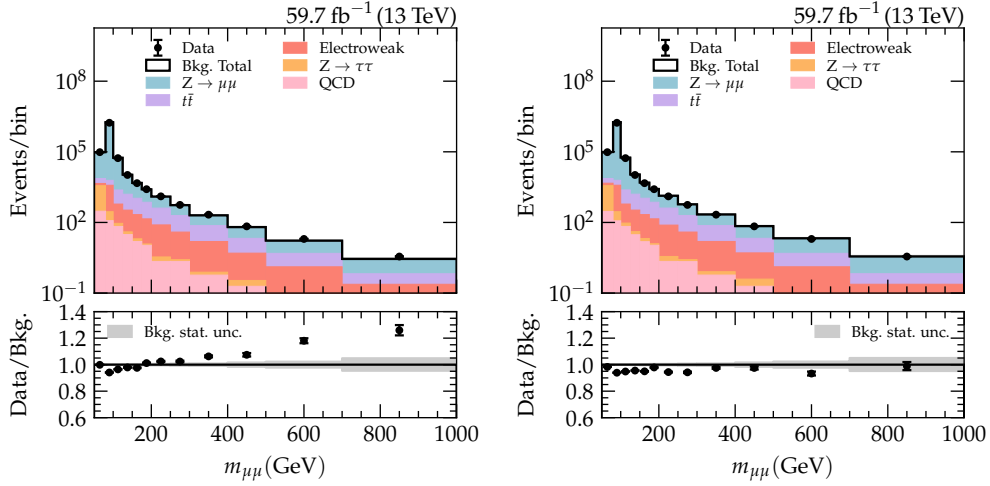 59.7 fb⁻¹ (13 TeV)
Data
Bkg. Total
Z → μμ
tt̄
Electroweak
Z → ττ
QCD
10⁸
10⁵
10²
10⁻¹
Events/bin
Bkg. stat. unc.
1.4
1.2
1.0
0.8
0.6
Data/Bkg.
200 400 600 800 1000
m_μμ (GeV)
59.7 fb⁻¹ (13 TeV)
Data
Bkg. Total
Z → μμ
tt̄
Electroweak
Z → ττ
QCD
10⁸
10⁵
10²
10⁻¹
Events/bin
Bkg. stat. unc.
1.4
1.2
1.0
0.8
0.6
Data/Bkg.
200 400 600 800 1000
m_μμ (GeV)